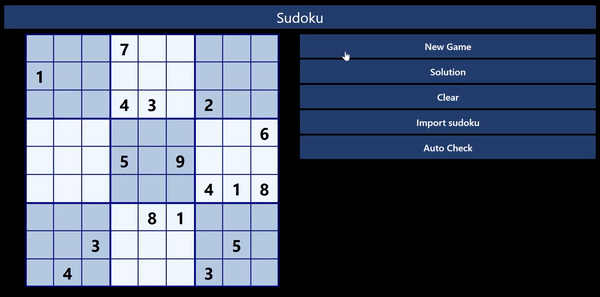 Sudoku
7
1
4 3 2
6
5 9
4 1 8
8 1
3 5
4 3
New Game
Solution
Clear
Import sudoku
Auto Check